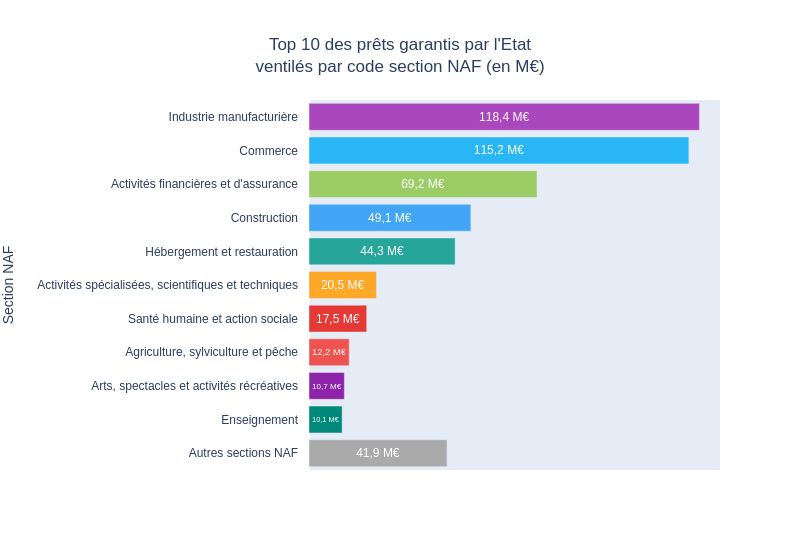 Top 10 des prêts garantis par l'Etat
ventilés par code section NAF (en M€)
Section NAF
Industrie manufacturière 118,4 M€
Commerce 115,2 M€
Activités financières et d'assurance 69,2 M€
Construction 49,1 M€
Hébergement et restauration 44,3 M€
Activités spécialisées, scientifiques et techniques 20,5 M€
Santé humaine et action sociale 17,5 M€
Agriculture, sylviculture et pêche 12,2 M€
Arts, spectacles et activités récréatives 10,7 M€
Enseignement 10,1 M€
Autres sections NAF 41,9 M€